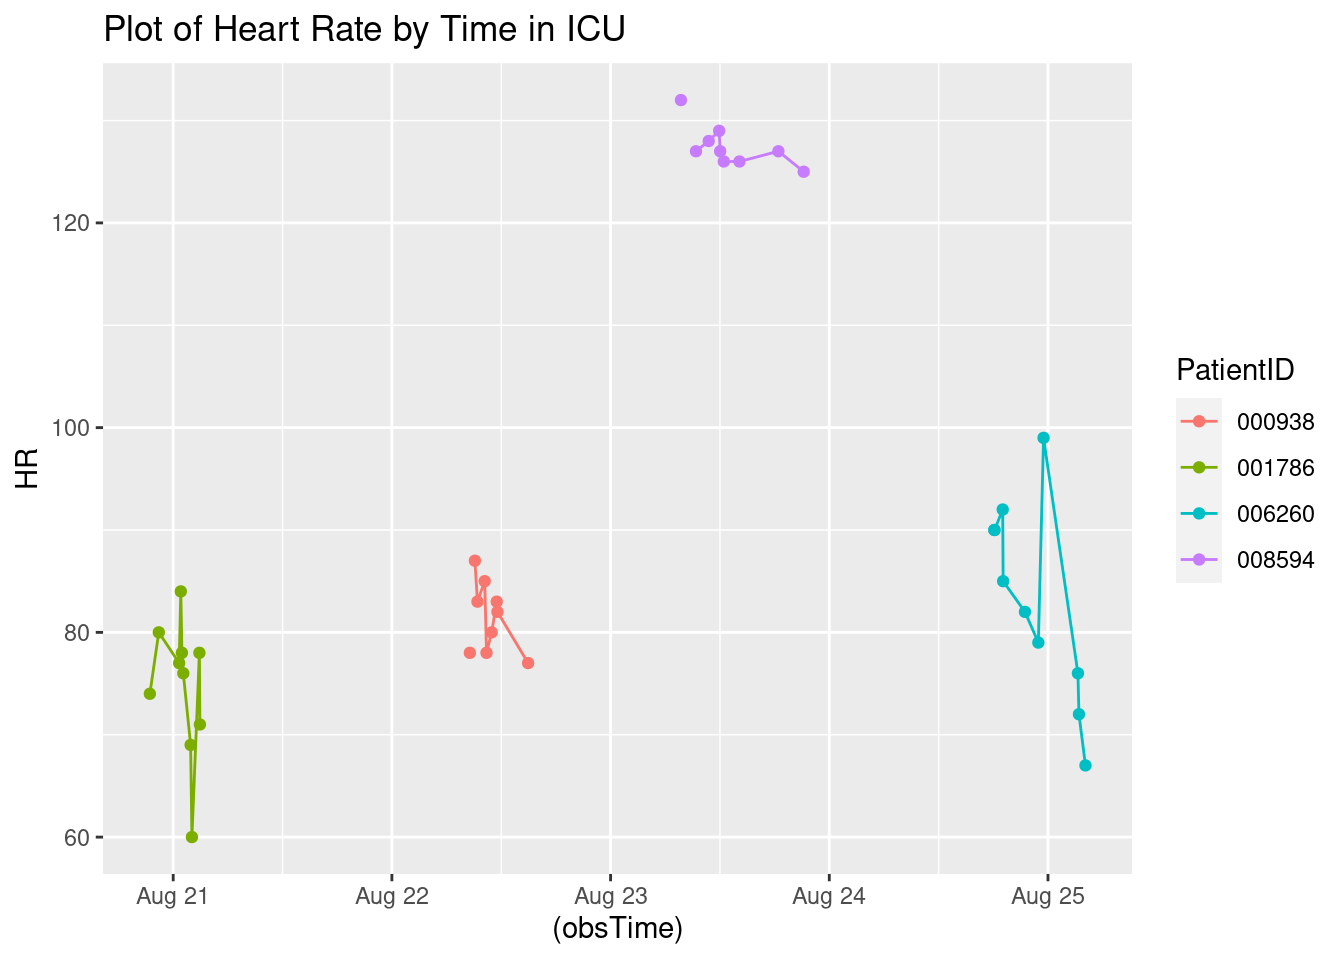 Plot of Heart Rate by Time in ICU
HR
120
100
80
60
Aug 21 Aug 22 Aug 23 Aug 24 Aug 25
(obsTime)
PatientID
000938
001786
006260
008594